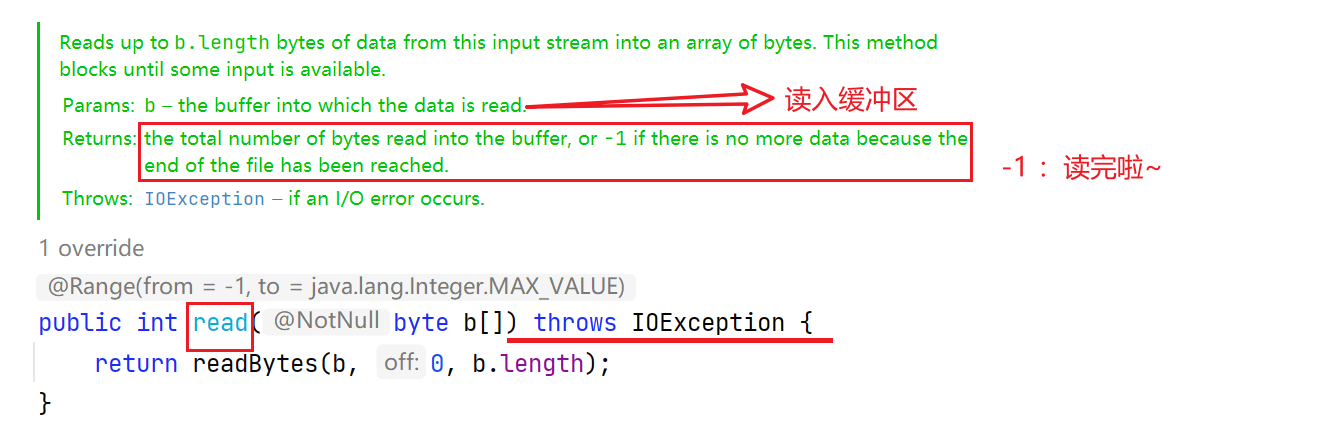 Reads up to b.length bytes of data from this input stream into an array of bytes. This method
blocks until some input is available.
Params: b – the buffer into which the data is read.
读入缓冲区
Returns: the total number of bytes read into the buffer, or -1 if there is no more data because the
end of the file has been reached.
-1 ：读完啦~
Throws: IOException – if an I/O error occurs.
1 override
@Range(from = -1, to = java.lang.Integer.MAX_VALUE)
public int read( @NotNull byte b[]) throws IOException {
return readBytes(b, off: 0, b.length);
}